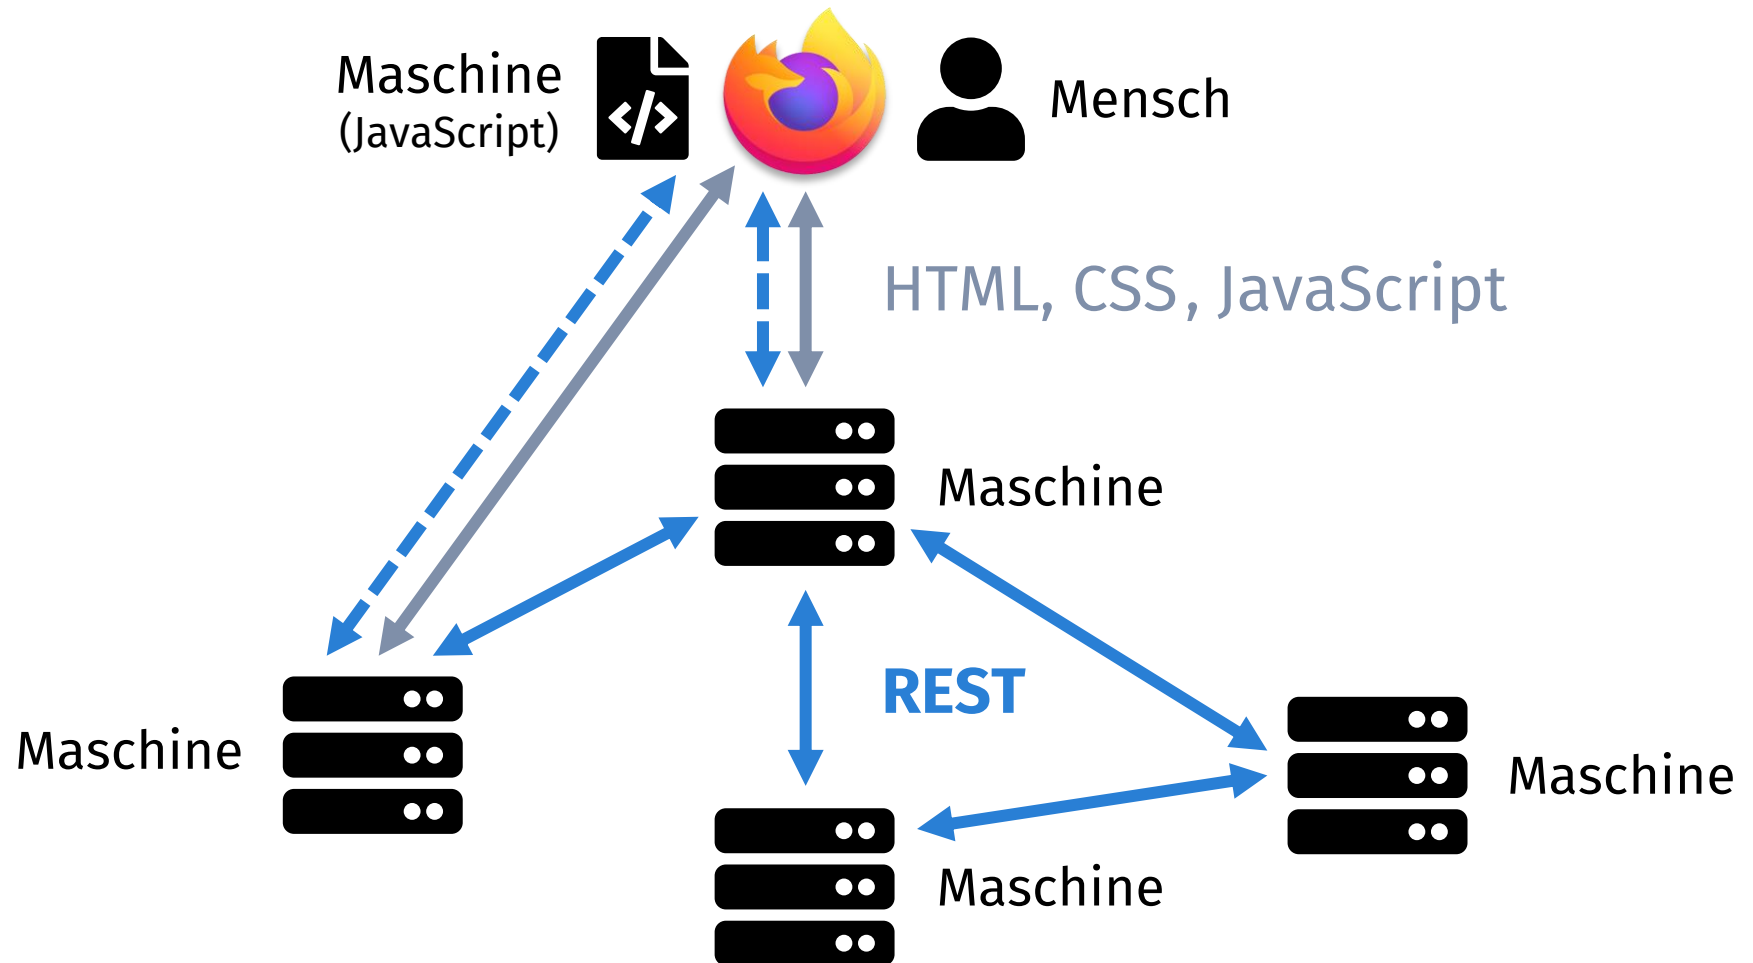 Maschine
(JavaScript)
</>
Mensch
HTML, CSS, JavaScript
Maschine
REST
Maschine
Maschine
Maschine